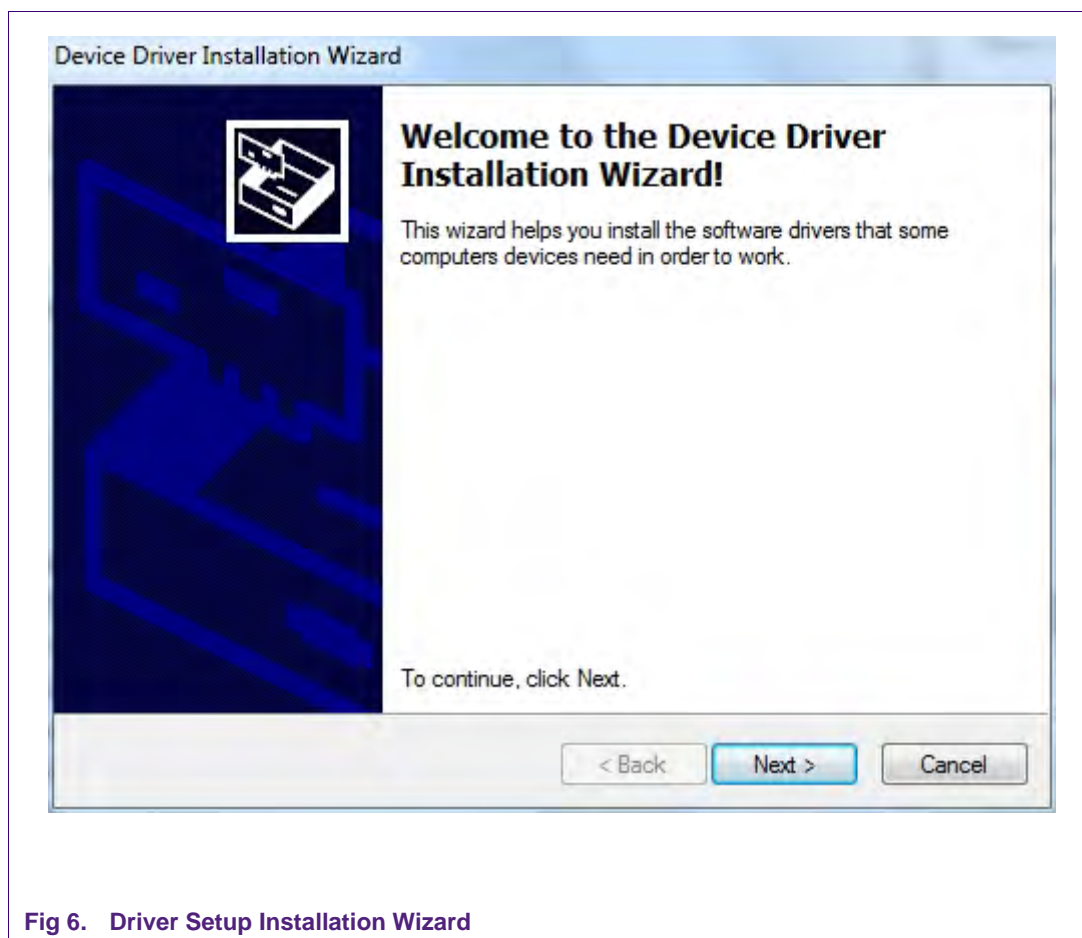 Device Driver Installation Wizard
Welcome to the Device Driver
Installation Wizard!
This wizard helps you install the software drivers that some
computers devices need in order to work.
To continue, click Next.
< Back
Next >
Cancel
Fig 6. Driver Setup Installation Wizard